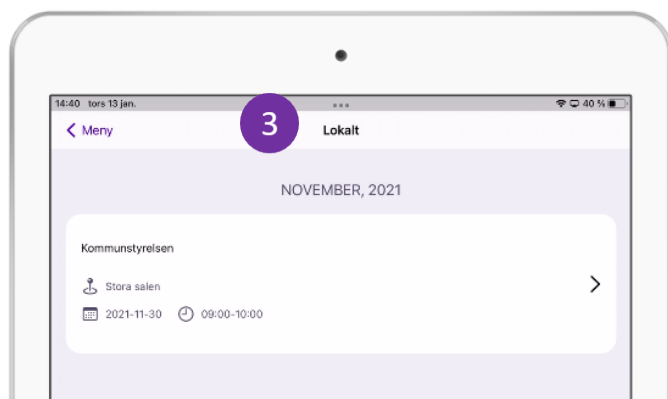 14:40 tors 13 jan. 40 %
Meny 3 Lokalt
NOVEMBER, 2021
Kommunstyrelsen
Stora salen
2021-11-30 09:00-10:00